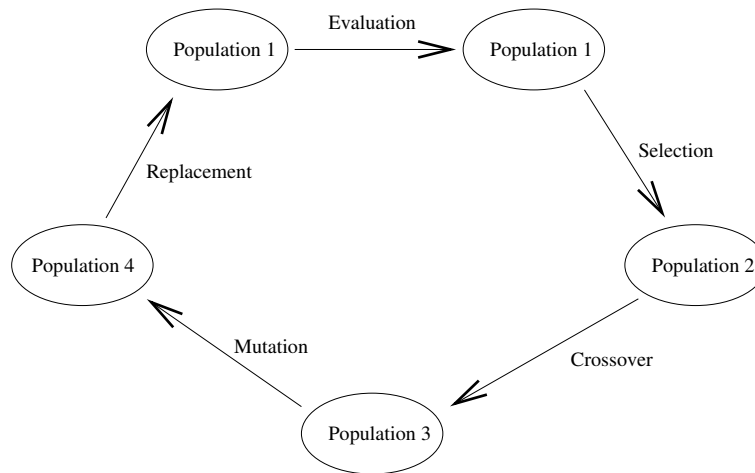 Evaluation
Population 1
Population 1
Selection
Replacement
Population 4
Population 2
Mutation
Crossover
Population 3